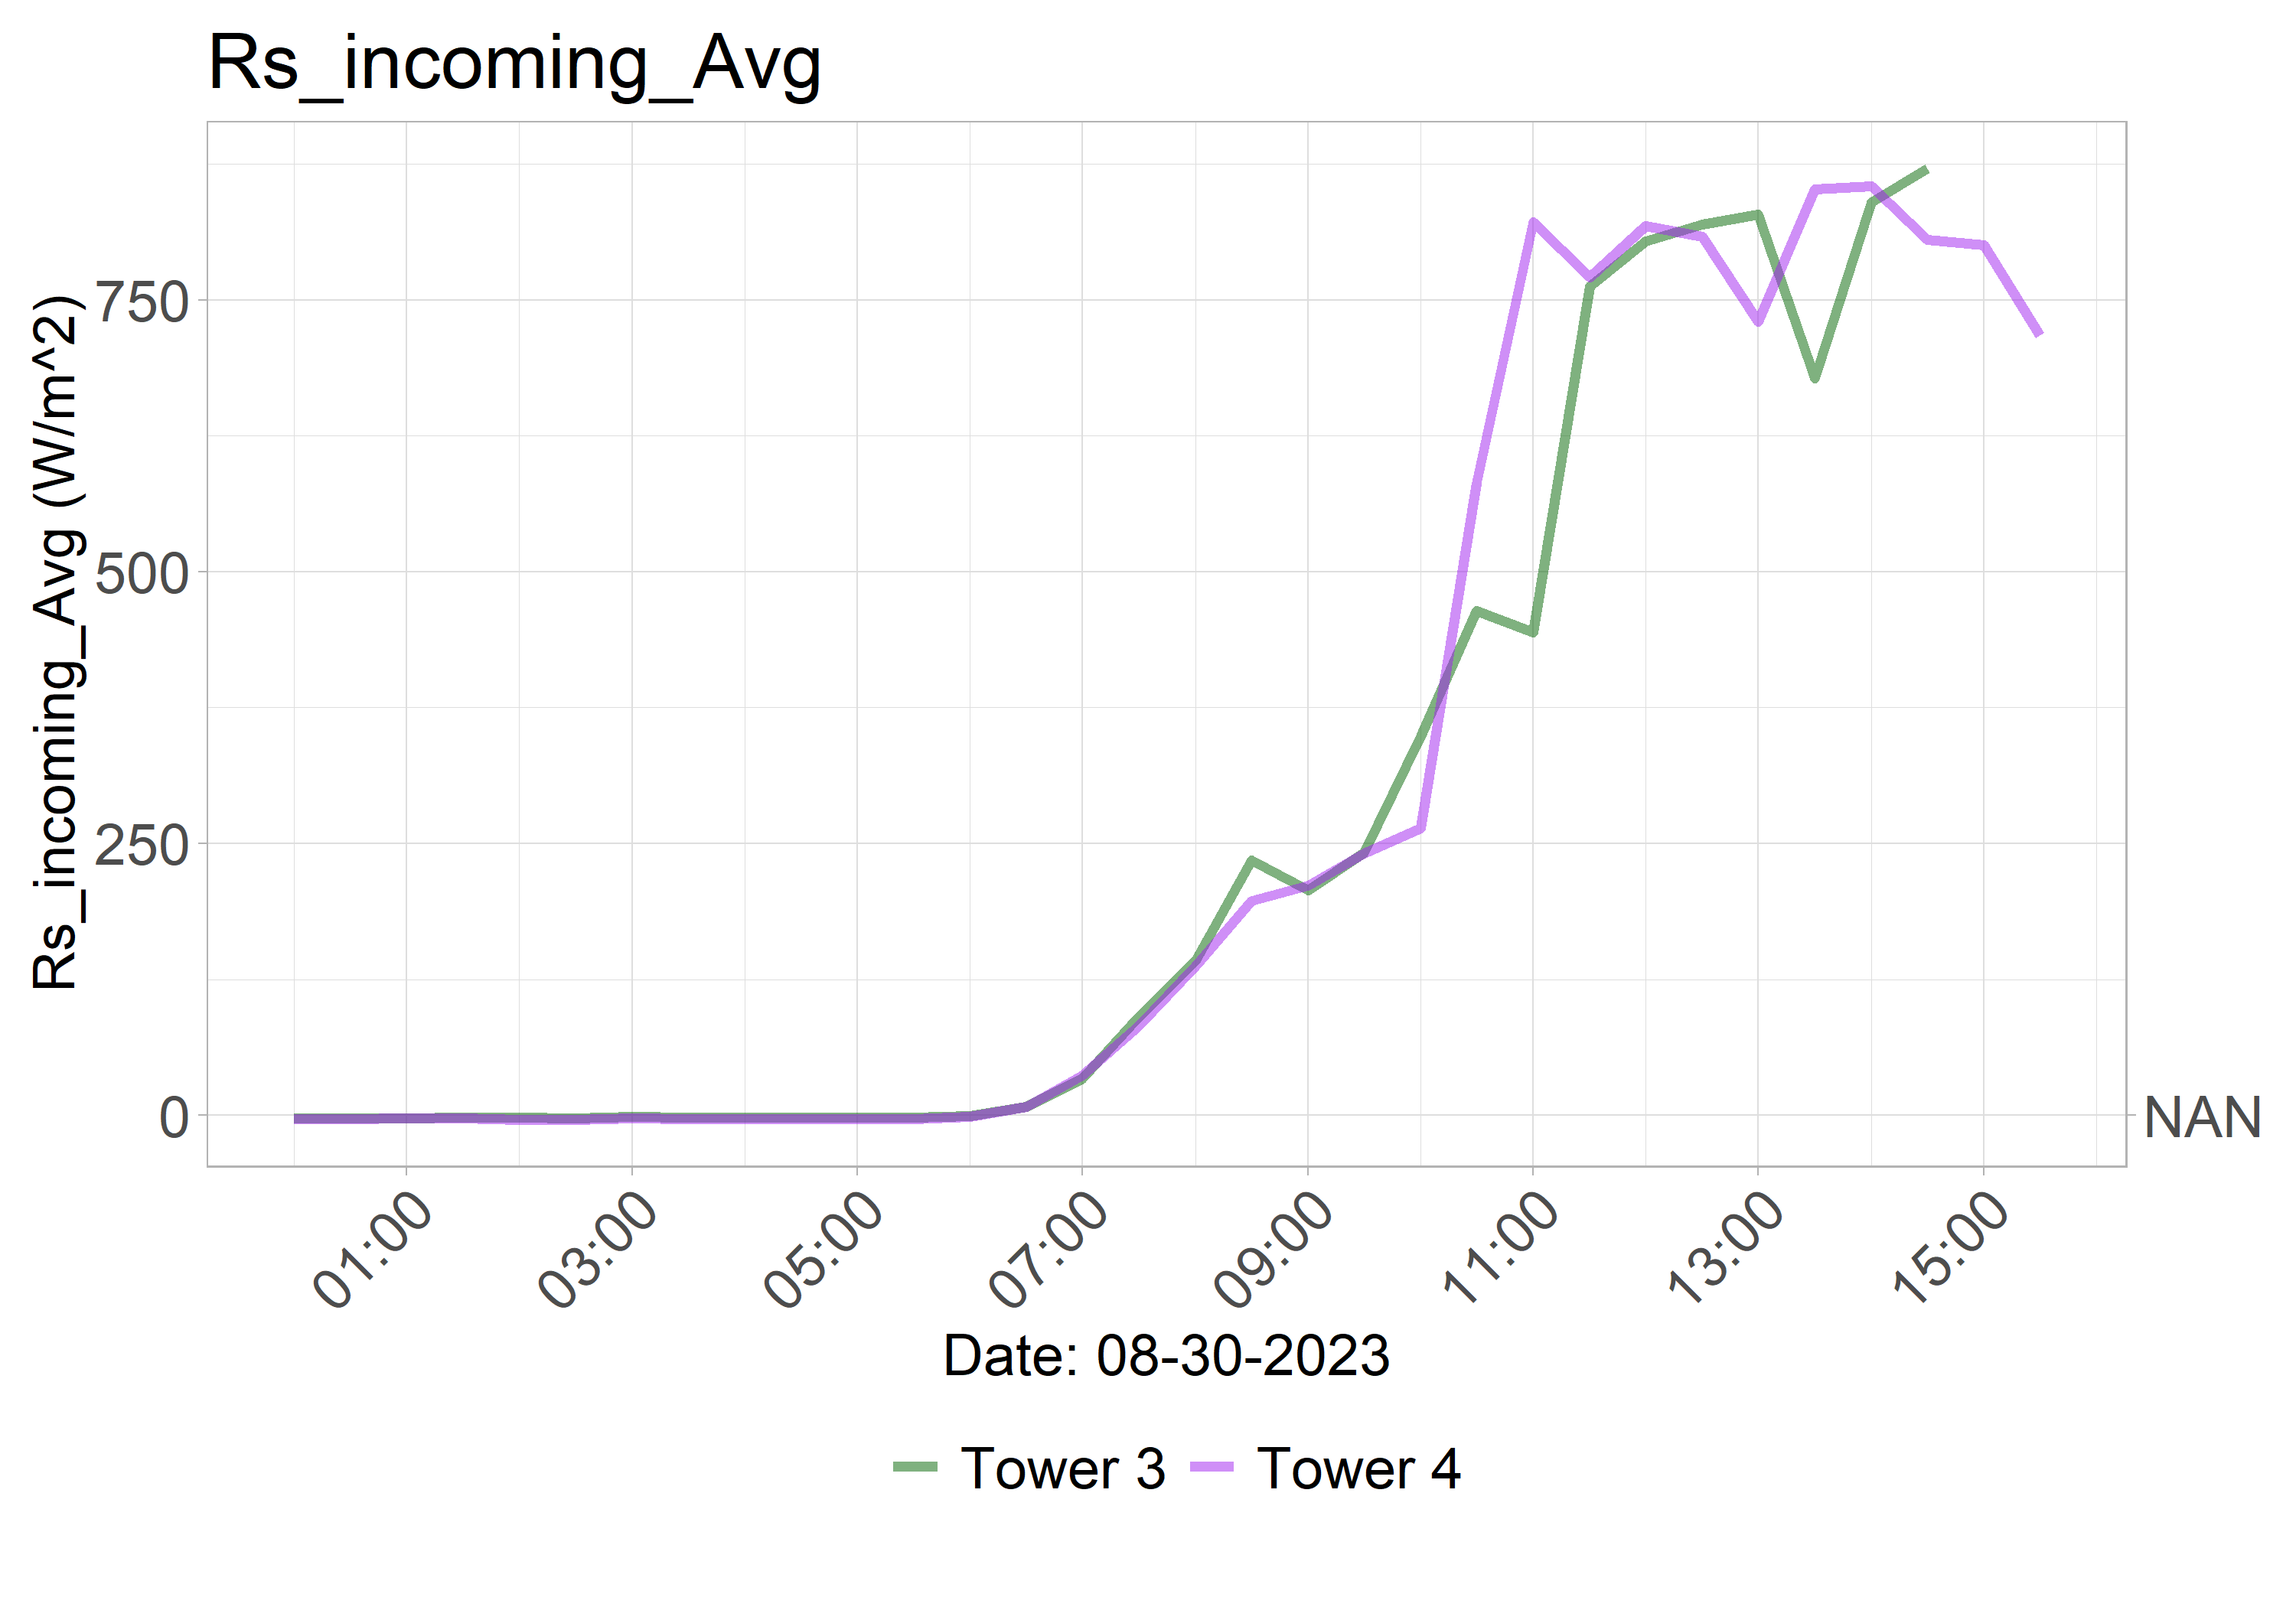 Rs_incoming_Avg
Rs_incoming_Avg (W/m^2)
750
500
250
0
NAN
01:00
03:00
05:00
07:00
09:00
11:00
13:00
15:00
Date: 08-30-2023
Tower 3
Tower 4